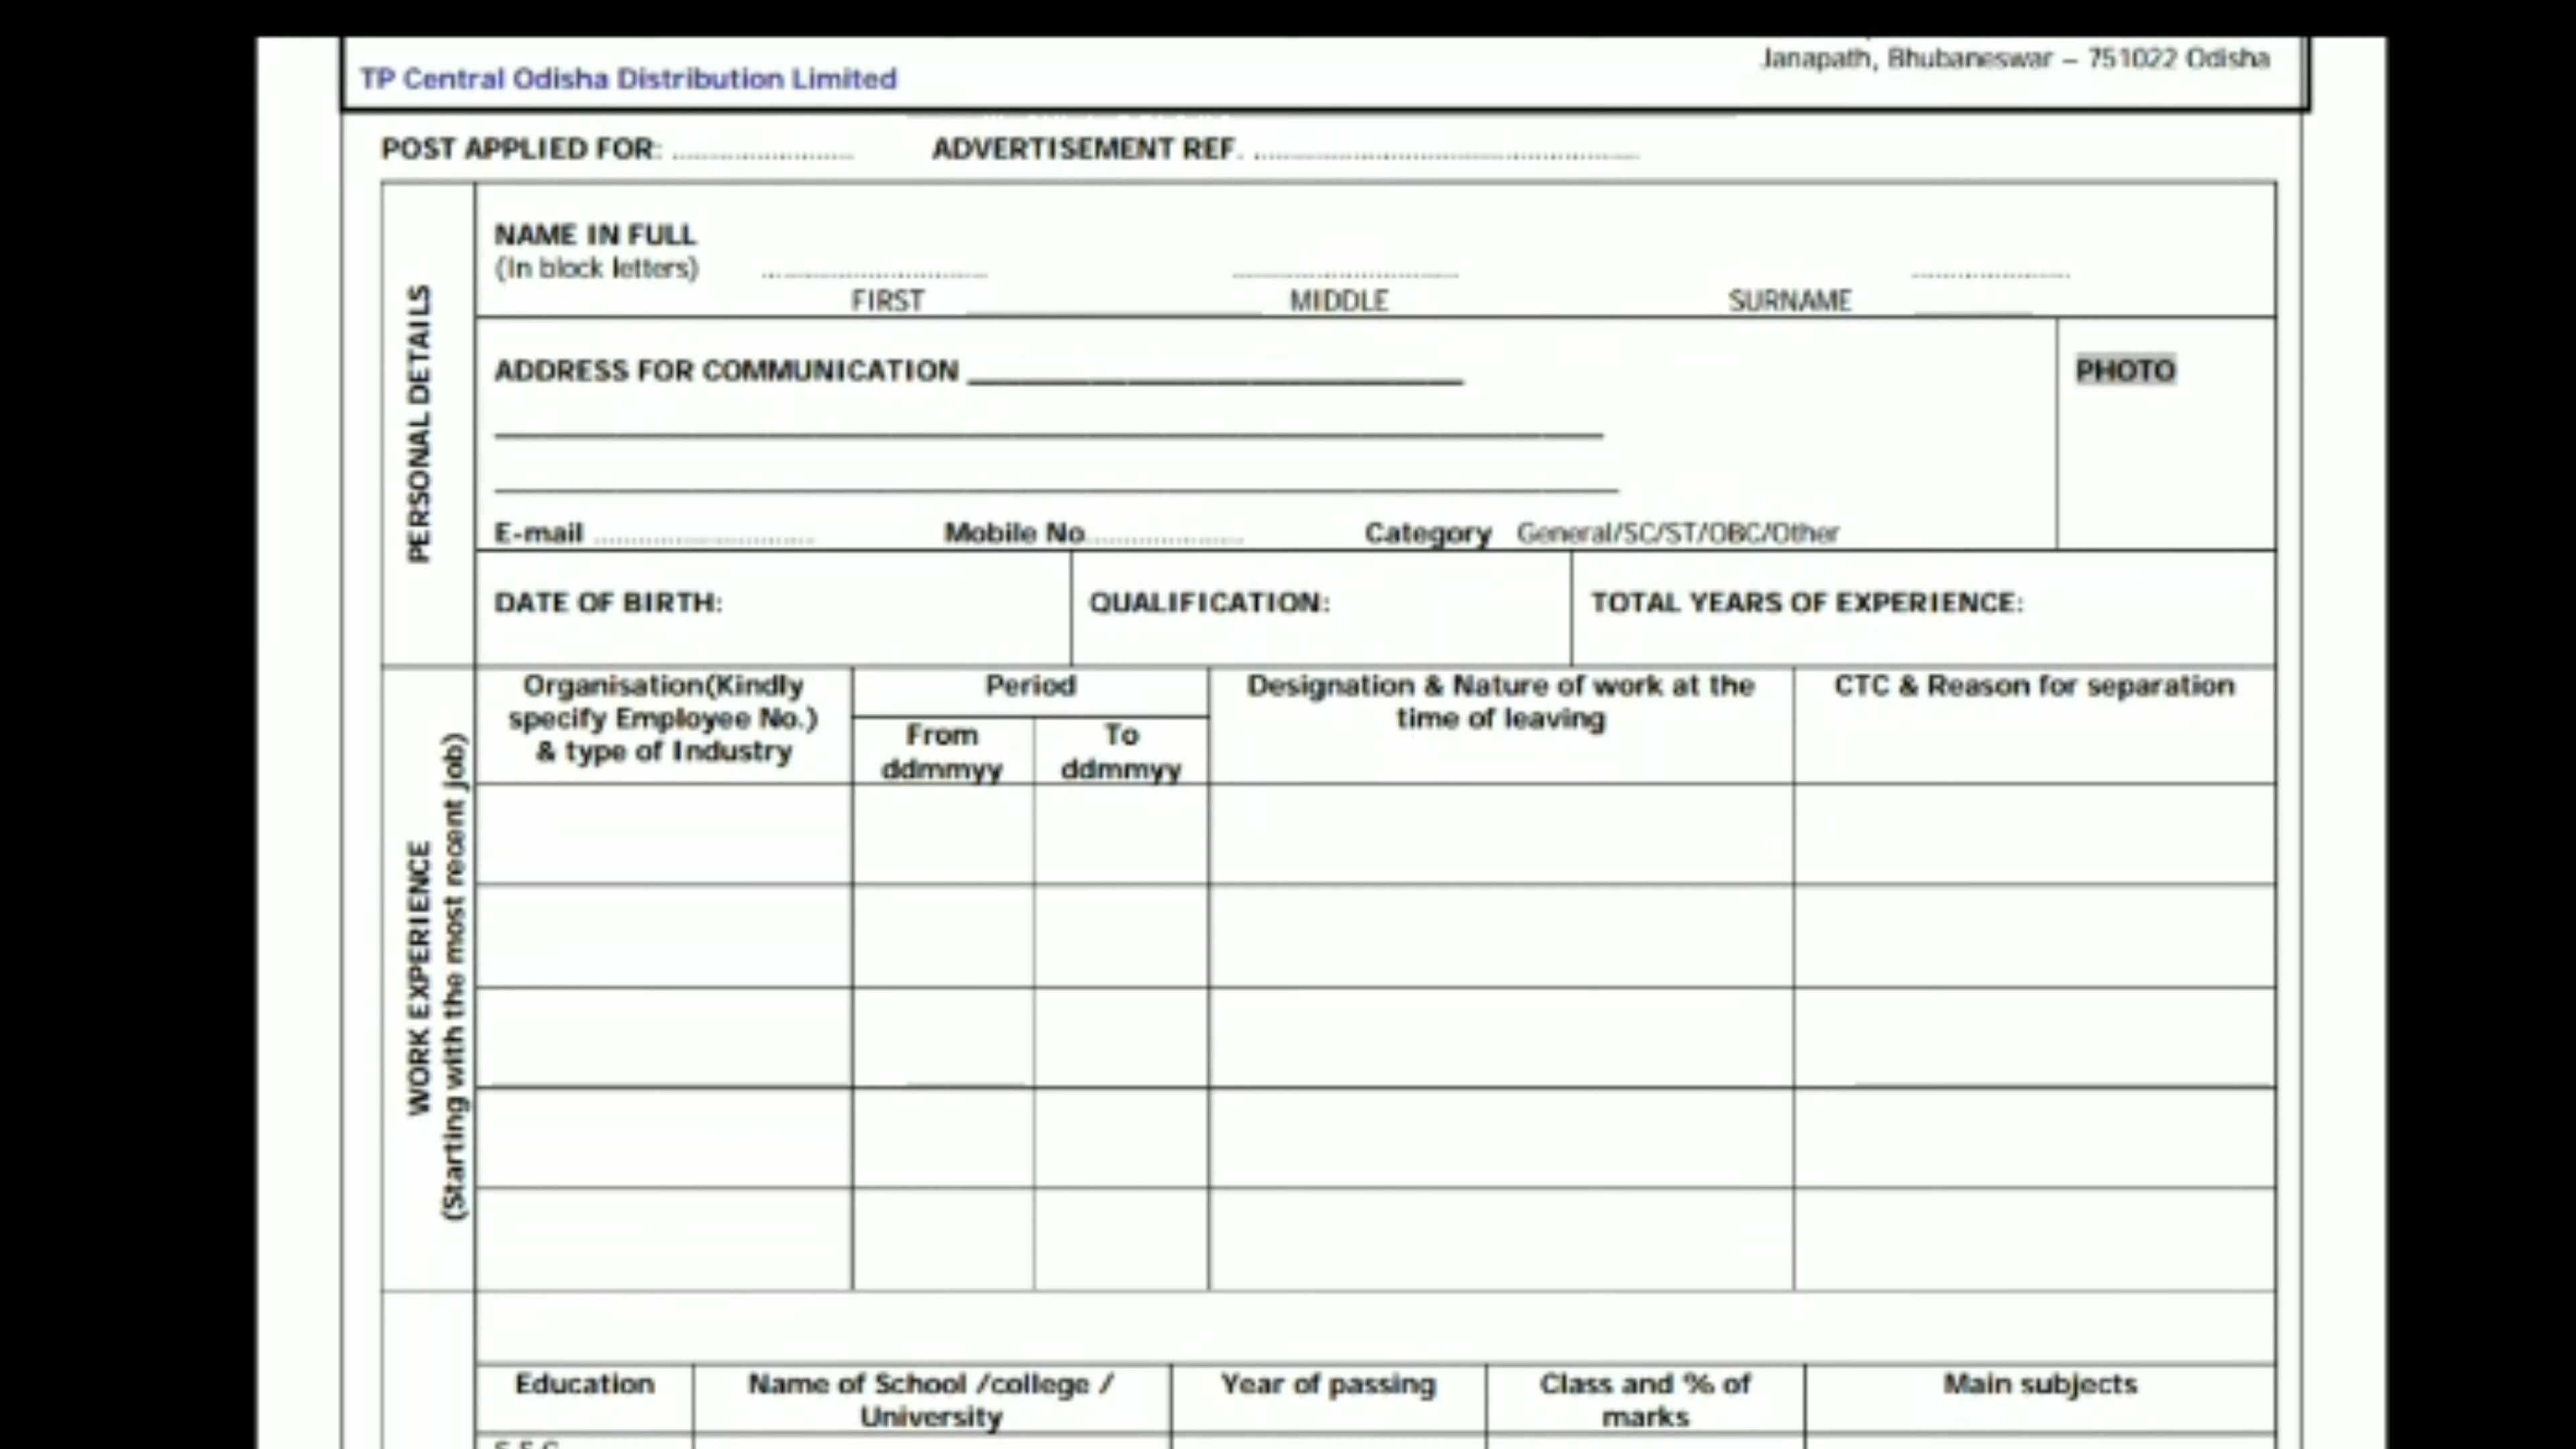 Janapath, Bhubaneswar – 751022 Odisha
TP Central Odisha Distribution Limited
POST APPLIED FOR: ........................ ADVERTISEMENT REF. ........................
PERSONAL DETAILS
NAME IN FULL
(In block letters) ........................ ........................ ........................
FIRST MIDDLE SURNAME
ADDRESS FOR COMMUNICATION ________________________
PHOTO
E-mail ........................ Mobile No........................ Category General/SC/ST/OBC/Other
DATE OF BIRTH: QUALIFICATION: TOTAL YEARS OF EXPERIENCE:
WORK EXPERIENCE
(Starting with the most recent job)
Organisation(Kindly
specify Employee No.)
& type of Industry
Period
From
ddmmyy
To
ddmmyy
Designation & Nature of work at the
time of leaving
CTC & Reason for separation
Education
Name of School /college /
University
Year of passing
Class and % of
marks
Main subjects